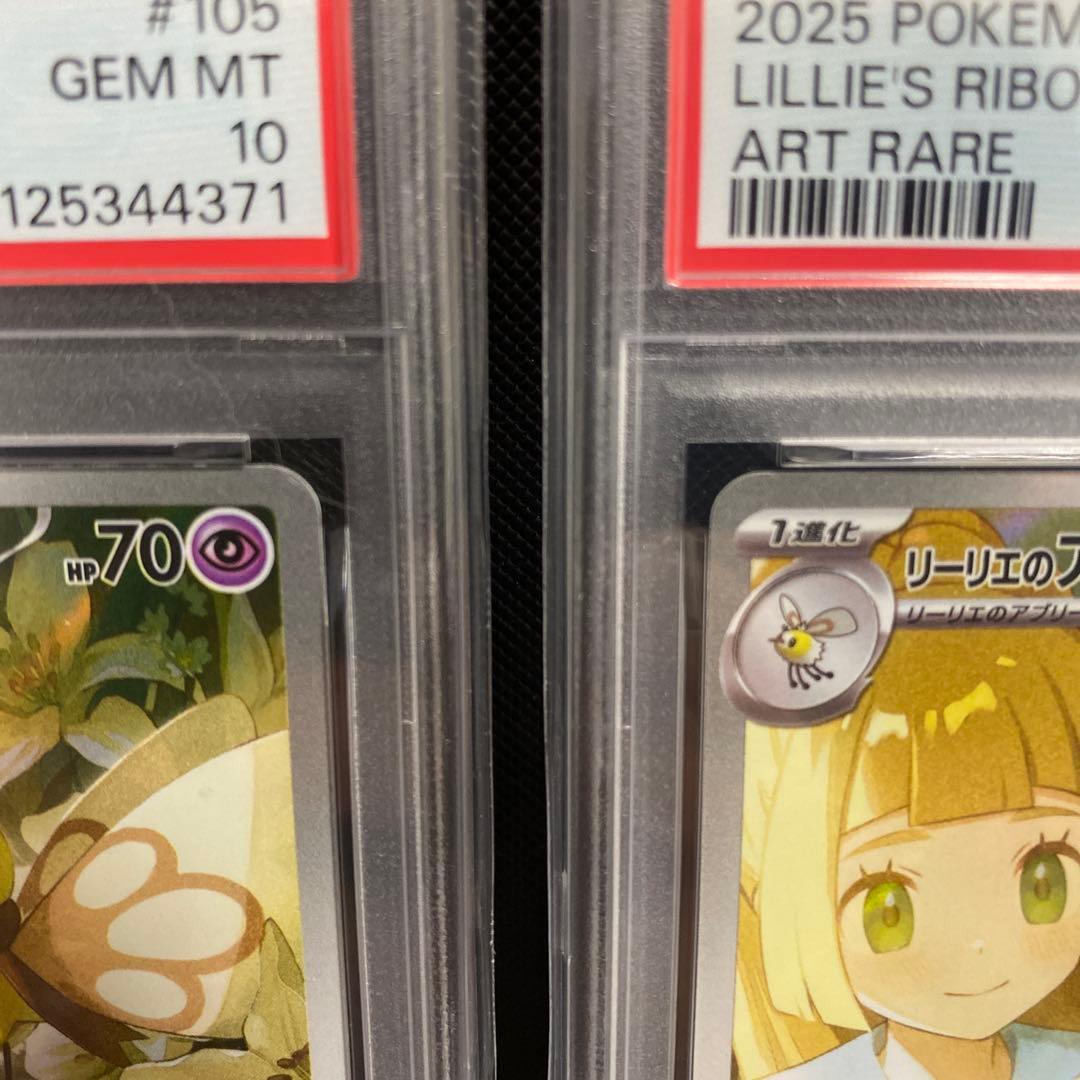 #105
GEM MT
10
125344371
2025 POKEM
LILLIE'S RIBO
ART RARE
HP70
1進化
リーリエのア
リーリエのアブリー